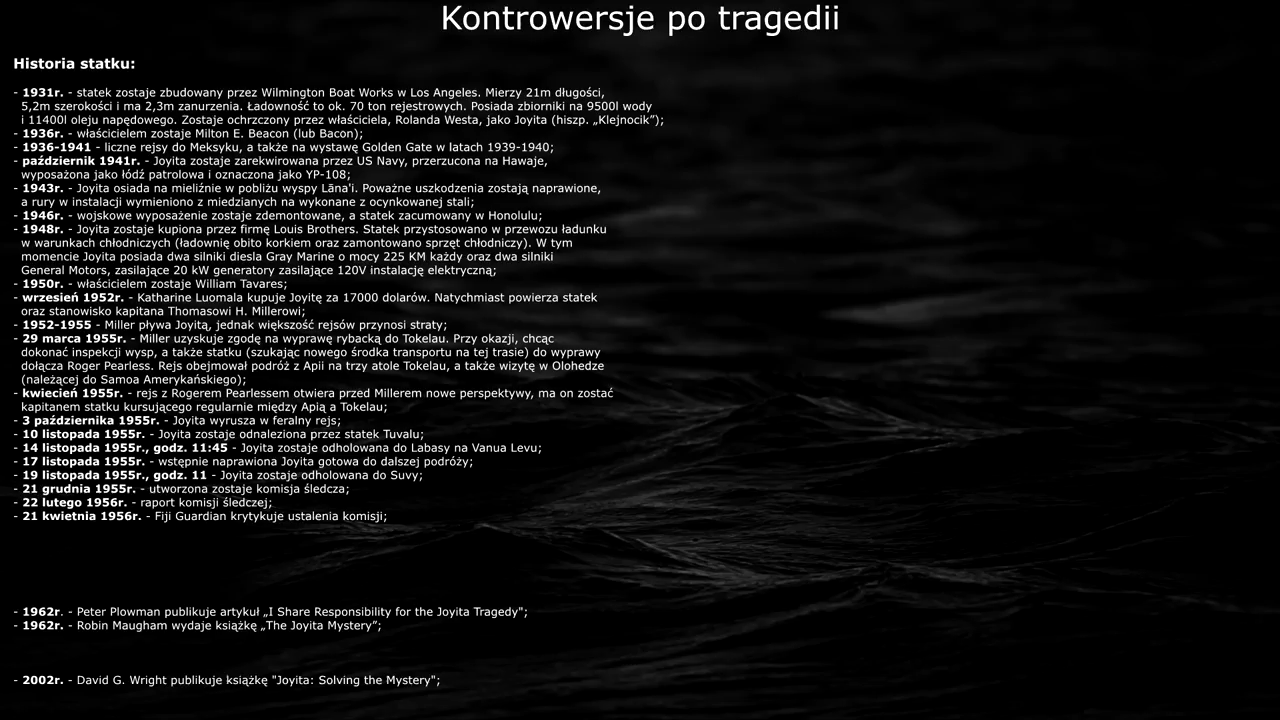 Kontrowersje po tragedii
Historia statku:
- 1931r. - statek zostaje zbudowany przez Wilmington Boat Works w Los Angeles. Mierzy 21m długości,
5,2m szerokości i ma 2,3m zanurzenia. Ładowność to ok. 70 ton rejestrowych. Posiada zbiorniki na 9500l wody
i 11400l oleju napędowego. Zostaje ochrzczony przez właściciela, Rolanda Westa, jako Joyita (hiszp. „Klejnocik”);
- 1936r. - właścicielem zostaje Milton E. Beacon (lub Bacon);
- 1936-1941 - liczne rejsy do Meksyku, a także na wystawę Golden Gate w latach 1939-1940;
- październik 1941r. - Joyita zostaje zarekwirowana przez US Navy, przerzucona na Hawaje,
wyposażona jako łódź patrolowa i oznaczona jako YP-108;
- 1943r. - Joyita osiada na mieliźnie w pobliżu wyspy Lāna'i. Poważne uszkodzenia zostają naprawione,
a rury w instalacji wymieniono z miedzianych na wykonane z ocynkowanej stali;
- 1946r. - wojskowe wyposażenie zostaje zdemontowane, a statek zacumowany w Honolulu;
- 1948r. - Joyita zostaje kupiona przez firmę Louis Brothers. Statek przystosowano w przewozu ładunku
w warunkach chłodniczych (ładownię obito korkiem oraz zamontowano sprzęt chłodniczy). W tym
momencie Joyita posiada dwa silniki diesla Gray Marine o mocy 225 KM każdy oraz dwa silniki
General Motors, zasilające 20 kW generatory zasilające 120V instalację elektryczną;
- 1950r. - właścicielem zostaje William Tavares;
- wrzesień 1952r. - Katharine Luomala kupuje Joyitę za 17000 dolarów. Natychmiast powierza statek
oraz stanowisko kapitana Thomasowi H. Millerowi;
- 1952-1955 - Miller pływa Joyitą, jednak większość rejsów przynosi straty;
- 29 marca 1955r. - Miller uzyskuje zgodę na wyprawę rybacką do Tokelau. Przy okazji, chcąc
dokonać inspekcji wysp, a także statku (szukając nowego środka transportu na tej trasie) do wyprawy
dołącza Roger Pearless. Rejs obejmował podróż z Apii na trzy atole Tokelau, a także wizytę w Olohedze
(należącej do Samoa Amerykańskiego);
- kwiecień 1955r. - rejs z Rogerem Pearlessem otwiera przed Millerem nowe perspektywy, ma on zostać
kapitanem statku kursującego regularnie między Apią a Tokelau;
- 3 października 1955r. - Joyita wyrusza w feralny rejs;
- 10 listopada 1955r. - Joyita zostaje odnaleziona przez statek Tuvalu;
- 14 listopada 1955r., godz. 11:45 - Joyita zostaje odholowana do Labasy na Vanua Levu;
- 17 listopada 1955r. - wstępnie naprawiona Joyita gotowa do dalszej podróży;
- 19 listopada 1955r., godz. 11 - Joyita zostaje odholowana do Suvy;
- 21 grudnia 1955r. - utworzona zostaje komisja śledcza;
- 22 lutego 1956r. - raport komisji śledczej;
- 21 kwietnia 1956r. - Fiji Guardian krytykuje ustalenia komisji;
- 1962r. - Peter Plowman publikuje artykuł „I Share Responsibility for the Joyita Tragedy";
- 1962r. - Robin Maugham wydaje książkę „The Joyita Mystery”;
- 2002r. - David G. Wright publikuje książkę "Joyita: Solving the Mystery";